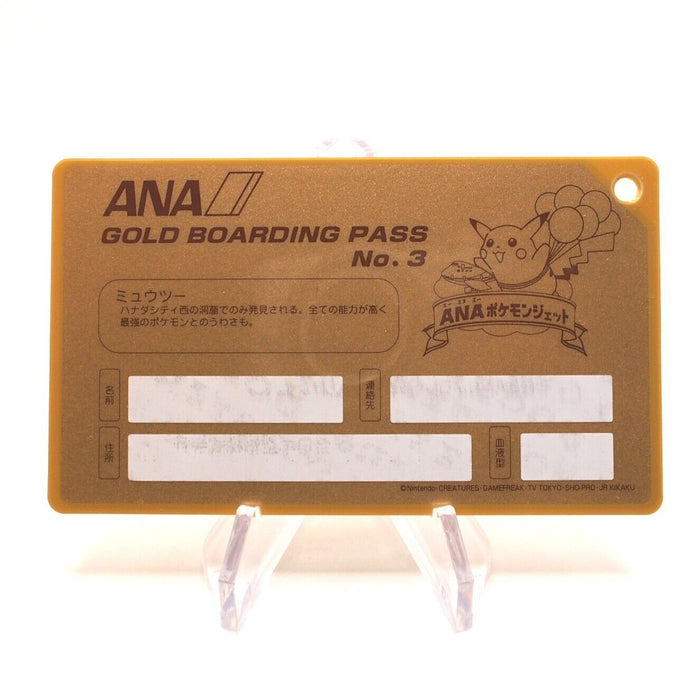 ANA
GOLD BOARDING PASS
No. 3
ミュウツー
ハナダシティ西の洞窟でのみ発見される。全ての能力が高く
最強のポケモンとのうわさも。
ANAポケモンジェット
名前
連絡先
住所
血液型
©Nintendo・CREATURES・GAMEFREAK・TV TOKYO・SHO-PRO・JR KIKAKU